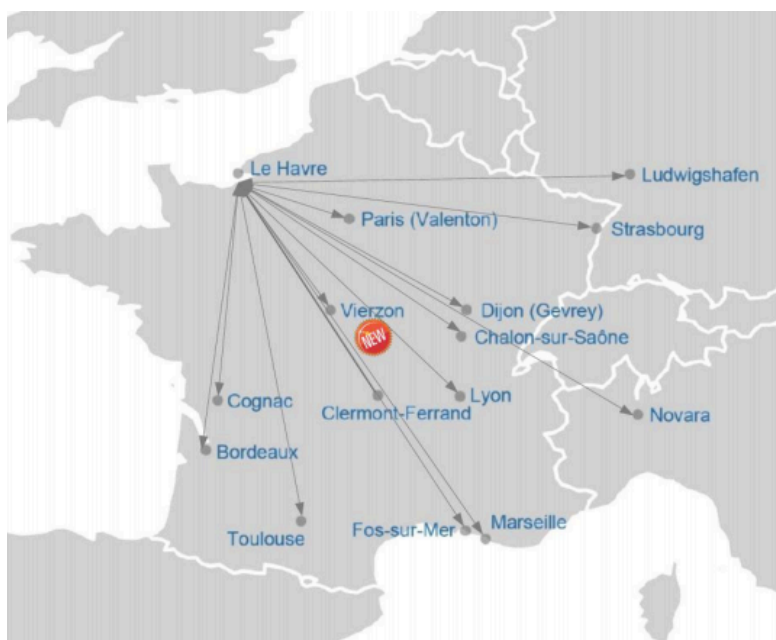 Le Havre
Ludwigshafen
Paris (Valenton)
Strasbourg
Vierzon
Dijon (Gevrey)
NEW
Chalon-sur-Saône
Cognac
Clermont-Ferrand
Lyon
Novara
Bordeaux
Toulouse
Fos-sur-Mer
Marseille